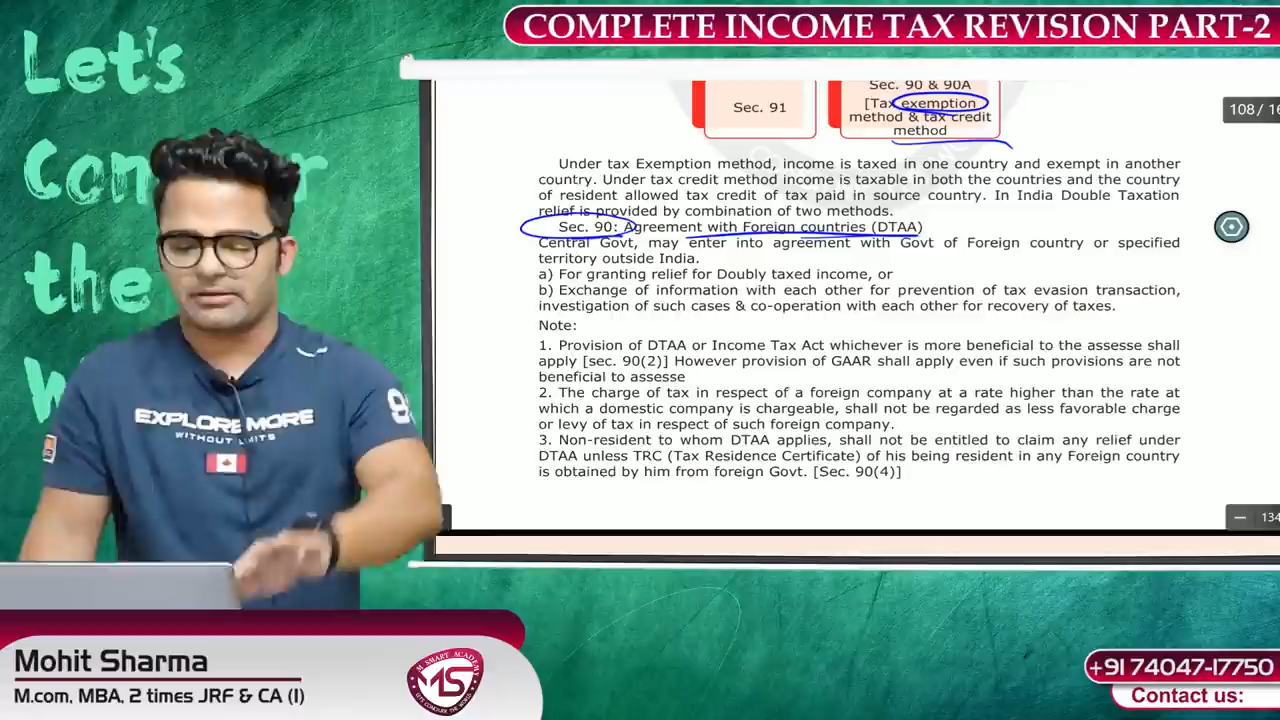 COMPLETE INCOME TAX REVISION PART-2
Let's
Con
r
the
W
Sec. 91
Sec. 90 & 90A
[Tax exemption
method & tax credit
method
108 / 16
Under tax Exemption method, income is taxed in one country and exempt in another
country. Under tax credit method income is taxable in both the countries and the country
of resident allowed tax credit of tax paid in source country. In India Double Taxation
relief is provided by combination of two methods.
Sec. 90: Agreement with Foreign countries (DTAA)
Central Govt, may enter into agreement with Govt of Foreign country or specified
territory outside India.
a) For granting relief for Doubly taxed income, or
b) Exchange of information with each other for prevention of tax evasion transaction,
investigation of such cases & co-operation with each other for recovery of taxes.
Note:
1. Provision of DTAA or Income Tax Act whichever is more beneficial to the assesse shall
apply [sec. 90(2)] However provision of GAAR shall apply even if such provisions are not
beneficial to assesse
2. The charge of tax in respect of a foreign company at a rate higher than the rate at
which a domestic company is chargeable, shall not be regarded as less favorable charge
or levy of tax in respect of such foreign company.
3. Non-resident to whom DTAA applies, shall not be entitled to claim any relief under
DTAA unless TRC (Tax Residence Certificate) of his being resident in any Foreign country
is obtained by him from foreign Govt. [Sec. 90(4)]
134
EXPLORE MORE
WITHOUT LIMITS
Mohit Sharma
M.com, MBA, 2 times JRF & CA (I)
M SMART ACADEMY
MS
LET'S CONQUER THE WORLD
+91 74047-17750
Contact us: